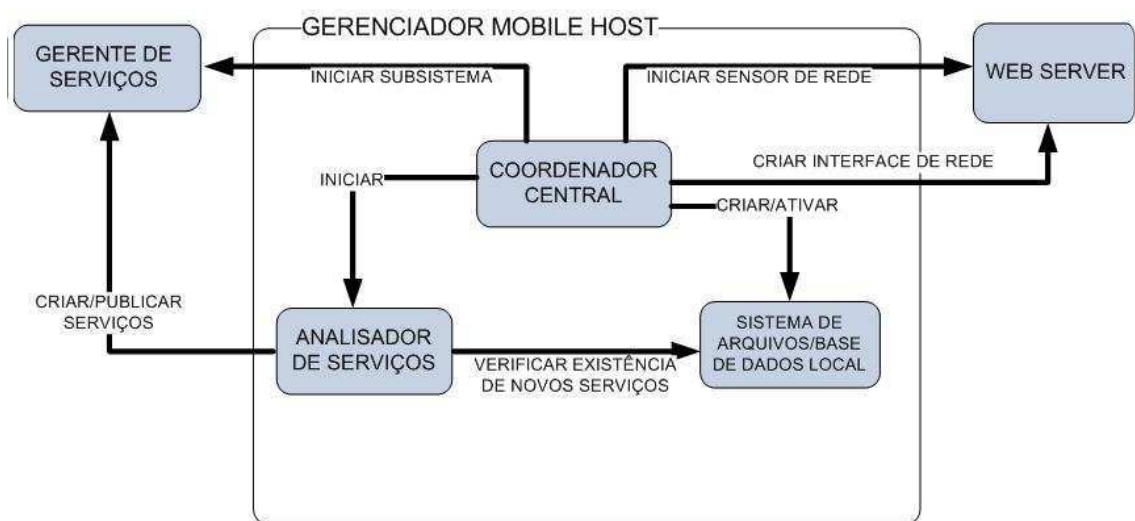 GERENCIADOR MOBILE HOST
GERENTE DE
SERVIÇOS
INICIAR SUBSISTEMA
INICIAR SENSOR DE REDE
WEB SERVER
INICIAR
COORDENADOR
CENTRAL
CRIAR INTERFACE DE REDE
CRIAR/ATIVAR
CRIAR/PUBLICAR
SERVIÇOS
ANALISADOR
DE SERVIÇOS
VERIFICAR EXISTÊNCIA
DE NOVOS SERVIÇOS
SISTEMA DE
ARQUIVOS/BASE
DE DADOS LOCAL